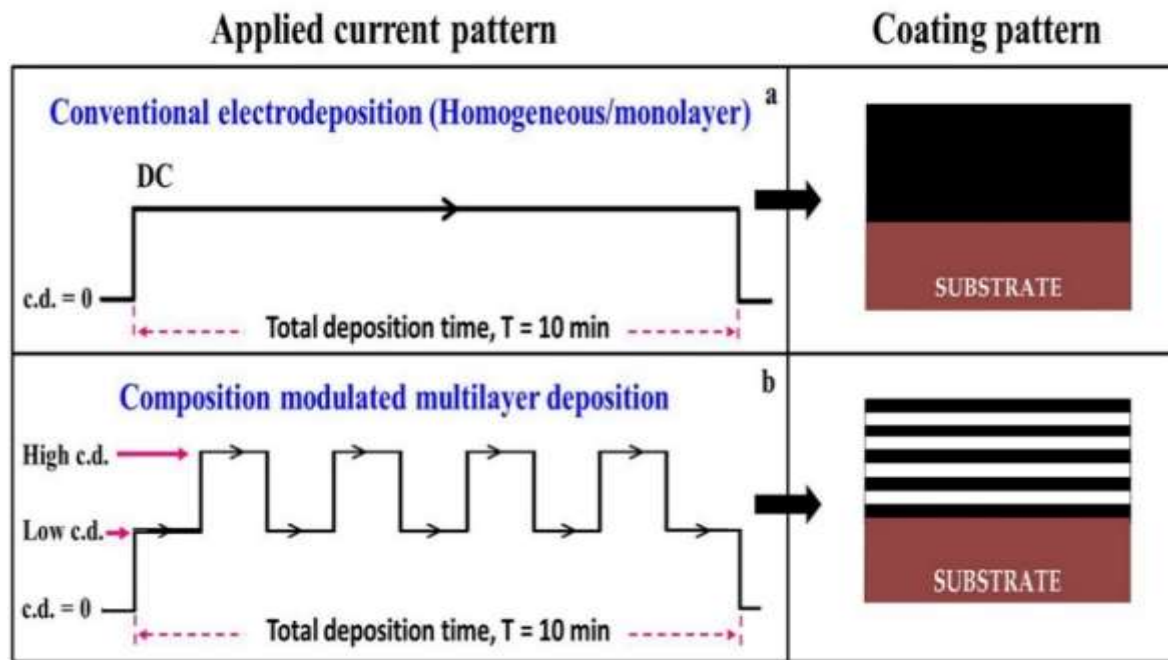 Applied current pattern
Coating pattern
a
Conventional electrodeposition (Homogeneous/monolayer)
DC
c.d. = 0
Total deposition time, T = 10 min
SUBSTRATE
b
Composition modulated multilayer deposition
High c.d.
Low c.d.
c.d. = 0
Total deposition time, T = 10 min
SUBSTRATE